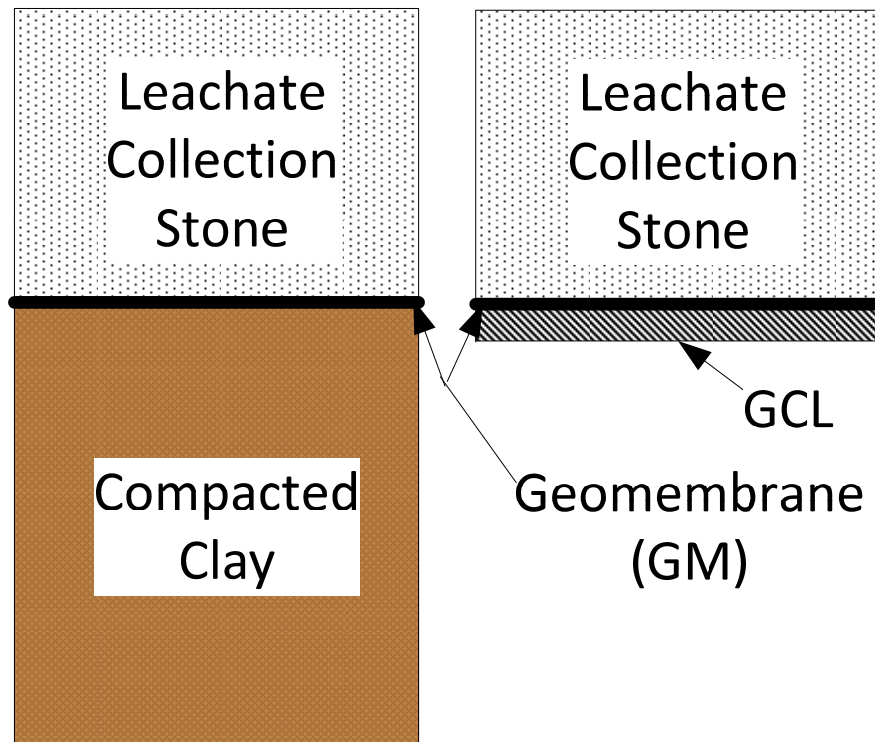 Leachate
Collection
Stone
Leachate
Collection
Stone
GCL
Compacted
Clay
Geomembrane
(GM)